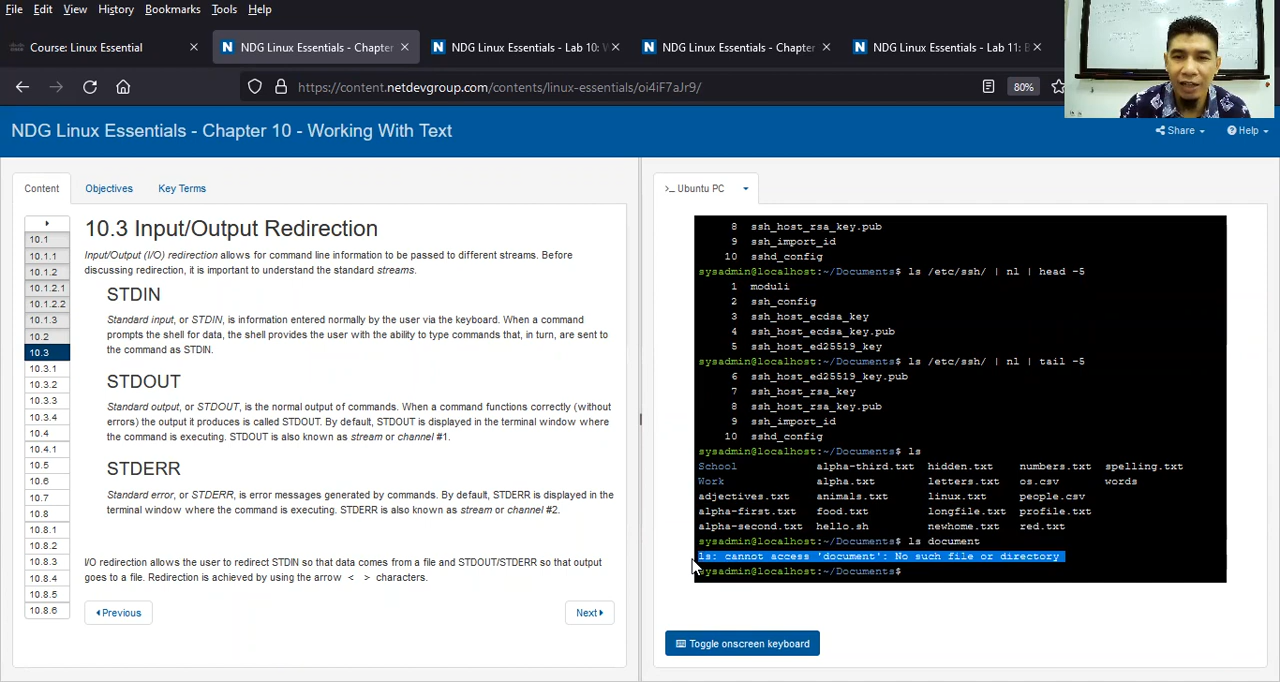 File Edit View History Bookmarks Tools Help
Course: Linux Essential
NDG Linux Essentials - Chapter
NDG Linux Essentials - Lab 10: W
NDG Linux Essentials - Chapter
NDG Linux Essentials - Lab 11: B
https://content.netdevgroup.com/contents/linux-essentials/oi4iF7aJr9/
80%
NDG Linux Essentials - Chapter 10 - Working With Text
Share
Help
Content
Objectives
Key Terms
10.1
10.1.1
10.1.2
10.1.2.1
10.1.2.2
10.1.3
10.2
10.3
10.3.1
10.3.2
10.3.3
10.3.4
10.4
10.4.1
10.5
10.6
10.7
10.8
10.8.1
10.8.2
10.8.3
10.8.4
10.8.5
10.8.6
10.3 Input/Output Redirection
Input/Output (I/O) redirection allows for command line information to be passed to different streams. Before
discussing redirection, it is important to understand the standard streams.
STDIN
Standard input, or STDIN, is information entered normally by the user via the keyboard. When a command
prompts the shell for data, the shell provides the user with the ability to type commands that, in turn, are sent to
the command as STDIN.
STDOUT
Standard output, or STDOUT, is the normal output of commands. When a command functions correctly (without
errors) the output it produces is called STDOUT. By default, STDOUT is displayed in the terminal window where
the command is executing. STDOUT is also known as stream or channel #1.
STDERR
Standard error, or STDERR, is error messages generated by commands. By default, STDERR is displayed in the
terminal window where the command is executing. STDERR is also known as stream or channel #2.
I/O redirection allows the user to redirect STDIN so that data comes from a file and STDOUT/STDERR so that output
goes to a file. Redirection is achieved by using the arrow < > characters.
Previous
Next
>_ Ubuntu PC
8 ssh_host_rsa_key.pub
9 ssh_import_id
10 sshd_config
sysadmin@localhost:~/Documents$ ls /etc/ssh/ | nl | head -5
1 moduli
2 ssh_config
3 ssh_host_ecdsa_key
4 ssh_host_ecdsa_key.pub
5 ssh_host_ed25519_key
sysadmin@localhost:~/Documents$ ls /etc/ssh/ | nl | tail -5
6 ssh_host_ed25519_key.pub
7 ssh_host_rsa_key
8 ssh_host_rsa_key.pub
9 ssh_import_id
10 sshd_config
sysadmin@localhost:~/Documents$ ls
School alpha-third.txt hidden.txt numbers.txt spelling.txt
Work alpha.txt letters.txt os.csv words
adjectives.txt animals.txt linux.txt people.csv
alpha-first.txt food.txt longfile.txt profile.txt
alpha-second.txt hello.sh newhome.txt red.txt
sysadmin@localhost:~/Documents$ ls document
ls: cannot access 'document': No such file or directory
sysadmin@localhost:~/Documents$
Toggle onscreen keyboard